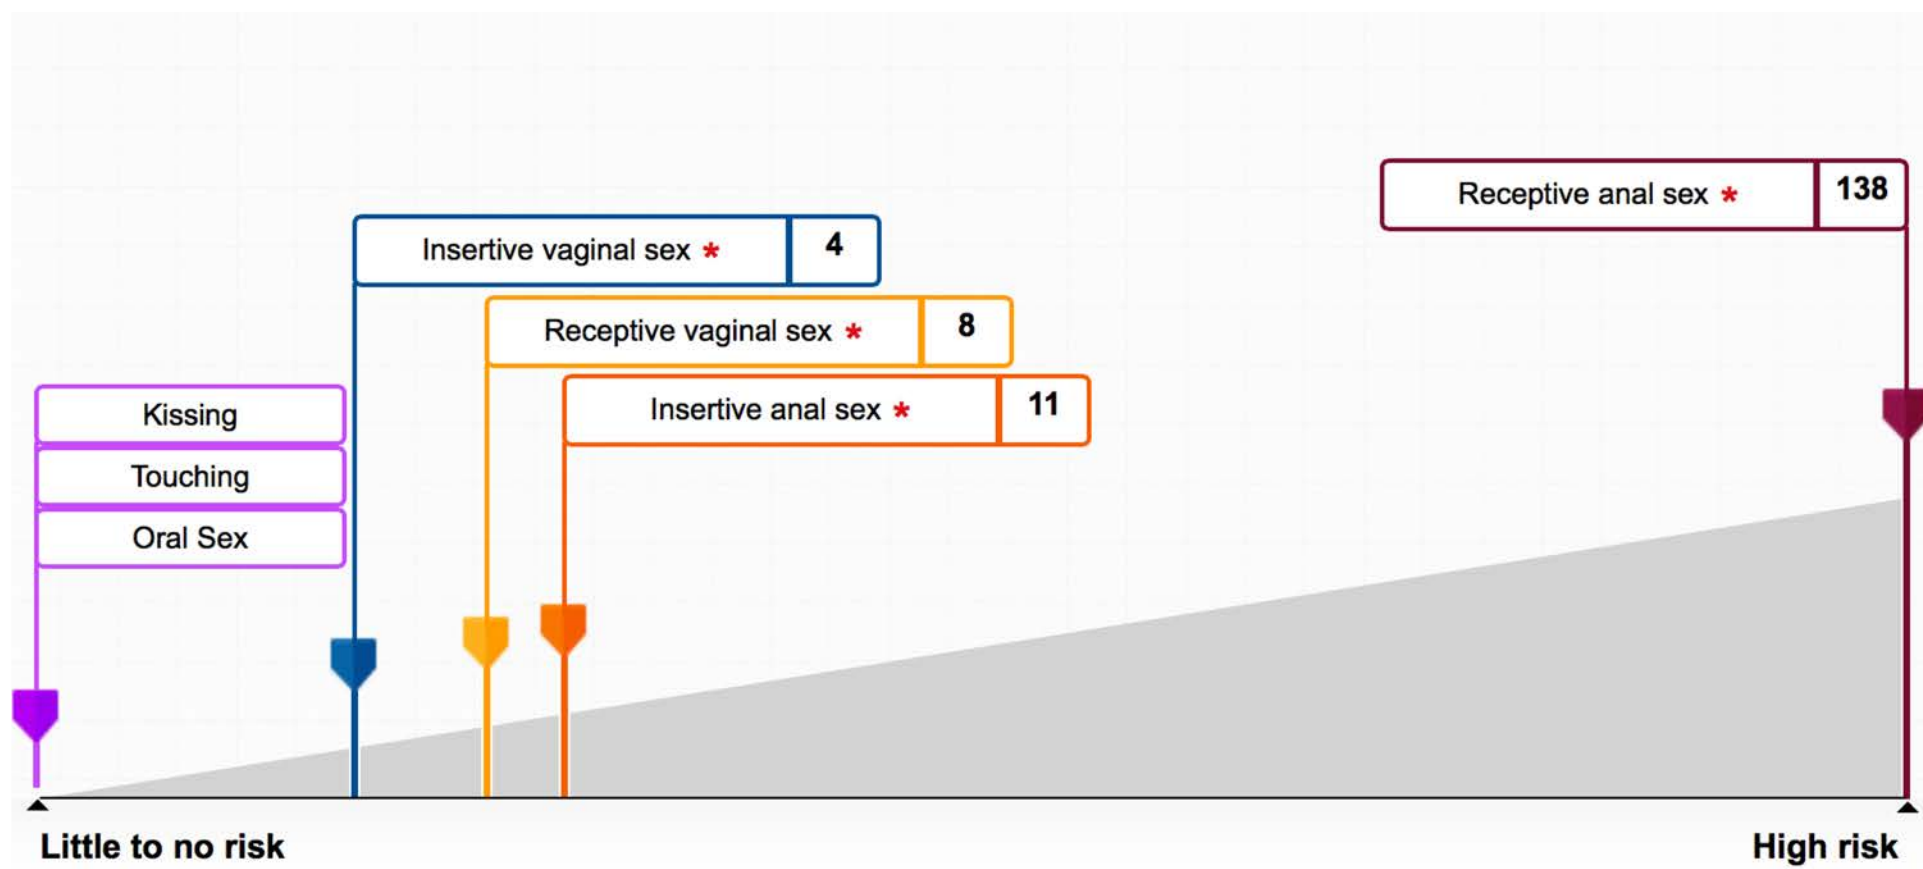 Receptive anal sex * 138
Insertive vaginal sex * 4
Receptive vaginal sex * 8
Insertive anal sex * 11
Kissing
Touching
Oral Sex
Little to no risk
High risk